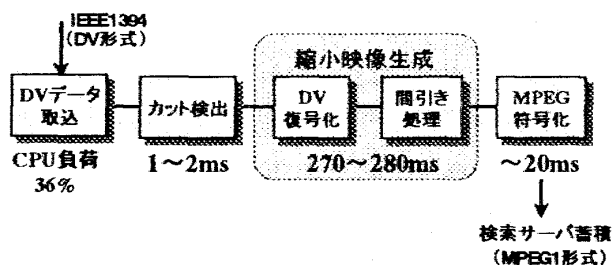 IEEE1394
(DV形式)
縮小映像生成
DVデータ
取込
カット検出
DV
復号化
間引き
処理
MPEG
符号化
CPU負荷
36%
1～2ms
270～280ms
～20ms
検索サーバ蓄積
(MPEG1形式)